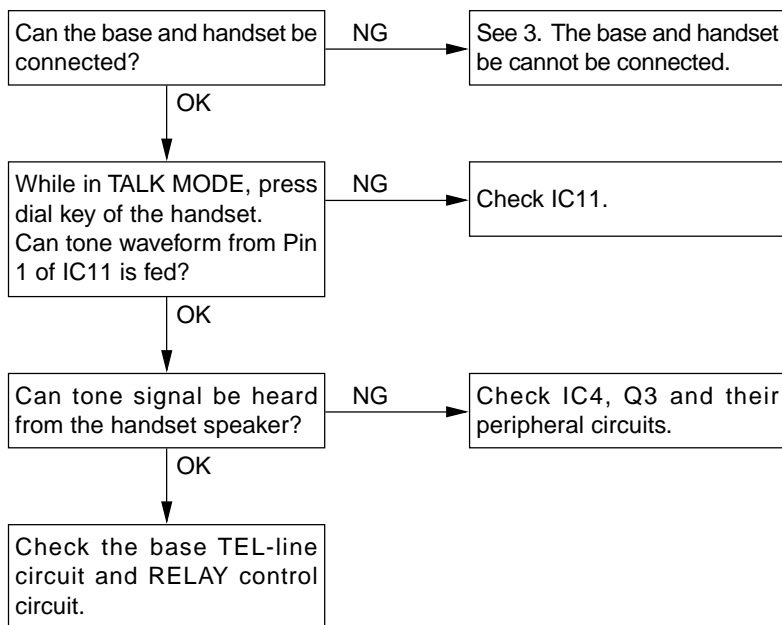 Can the base and handset be
connected?
NG
See 3. The base and handset
be cannot be connected.
OK
While in TALK MODE, press
dial key of the handset.
Can tone waveform from Pin
1 of IC11 is fed?
NG
Check IC11.
OK
Can tone signal be heard
from the handset speaker?
NG
Check IC4, Q3 and their
peripheral circuits.
OK
Check the base TEL-line
circuit and RELAY control
circuit.